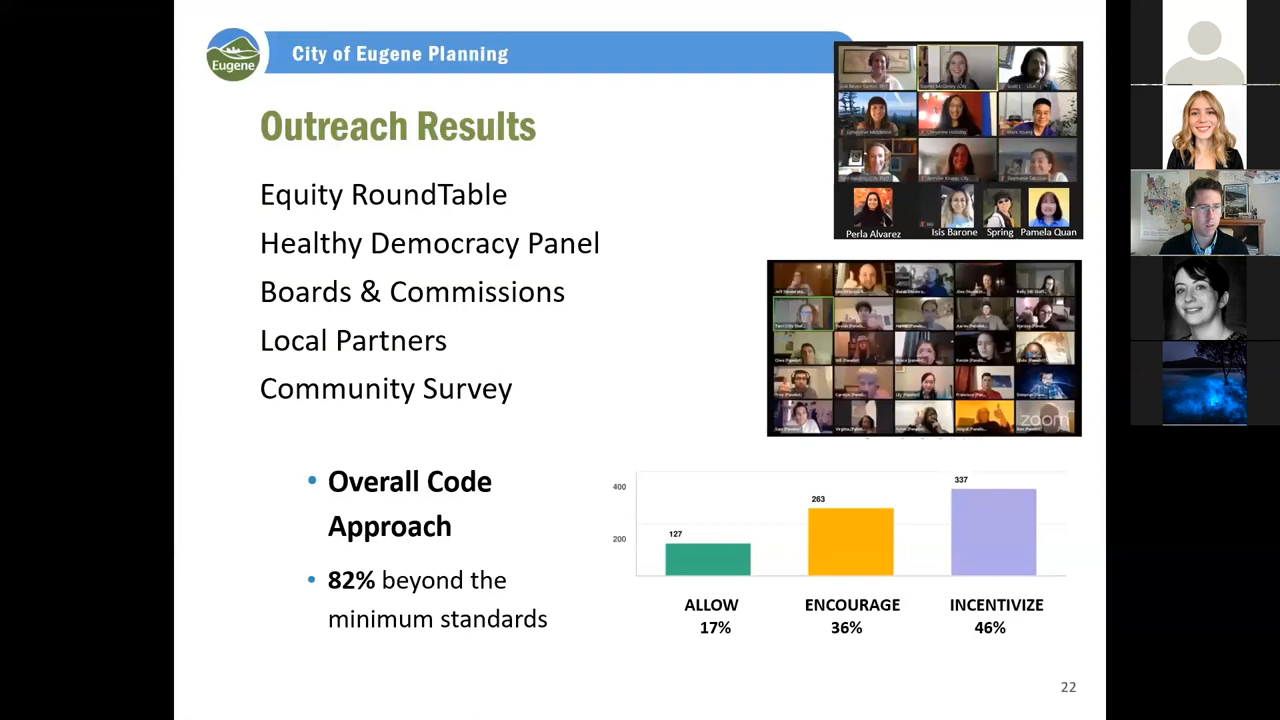 City of Eugene Planning
Eugene
Outreach Results
Equity RoundTable
Healthy Democracy Panel
Boards & Commissions
Local Partners
Community Survey
Perla Alvarez
Isis Barone
Spring
Pamela Quan
zoom
• Overall Code
Approach
• 82% beyond the
minimum standards
400
200
127
263
337
ALLOW
17%
ENCOURAGE
36%
INCENTIVIZE
46%
22